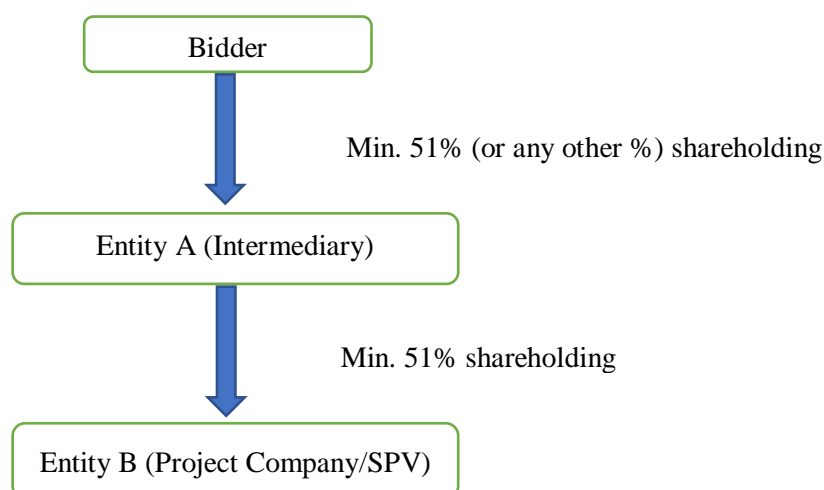 Bidder
Min. 51% (or any other %) shareholding
Entity A (Intermediary)
Min. 51% shareholding
Entity B (Project Company/SPV)